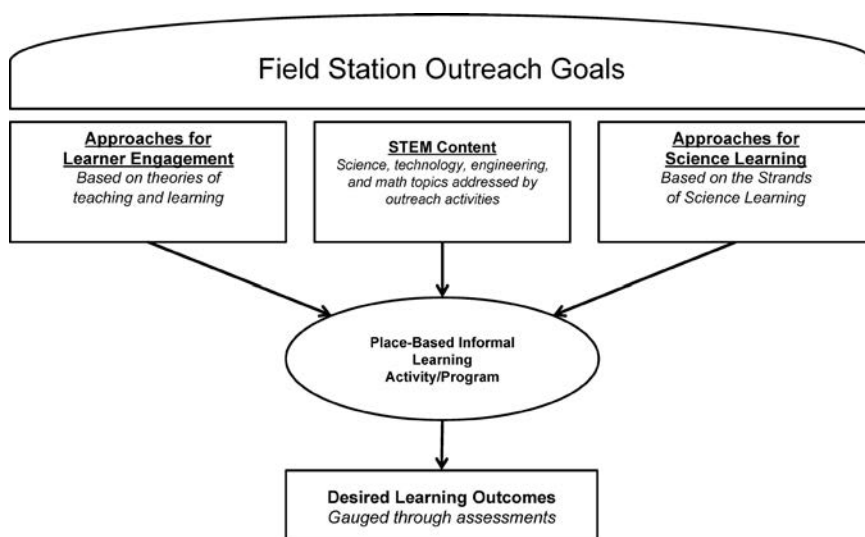 Field Station Outreach Goals
Approaches for
Learner Engagement
Based on theories of
teaching and learning
STEM Content
Science, technology, engineering,
and math topics addressed by
outreach activities
Approaches for
Science Learning
Based on the Strands
of Science Learning
Place-Based Informal
Learning
Activity/Program
Desired Learning Outcomes
Gauged through assessments